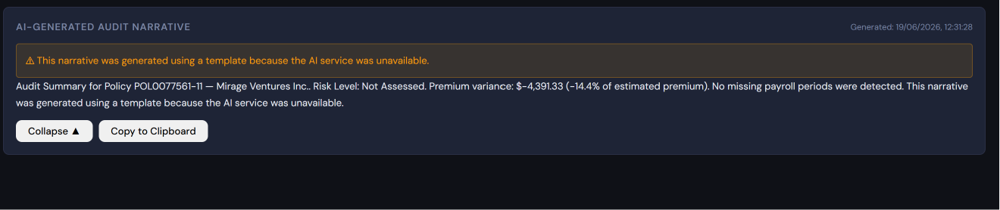 AI-GENERATED AUDIT NARRATIVE
Generated: 19/06/2026, 12:31:28
⚠ This narrative was generated using a template because the AI service was unavailable.
Audit Summary for Policy POL0077561-11 — Mirage Ventures Inc.. Risk Level: Not Assessed. Premium variance: $-4,391.33 (-14.4% of estimated premium). No missing payroll periods were detected. This narrative
was generated using a template because the AI service was unavailable.
Collapse ▲
Copy to Clipboard